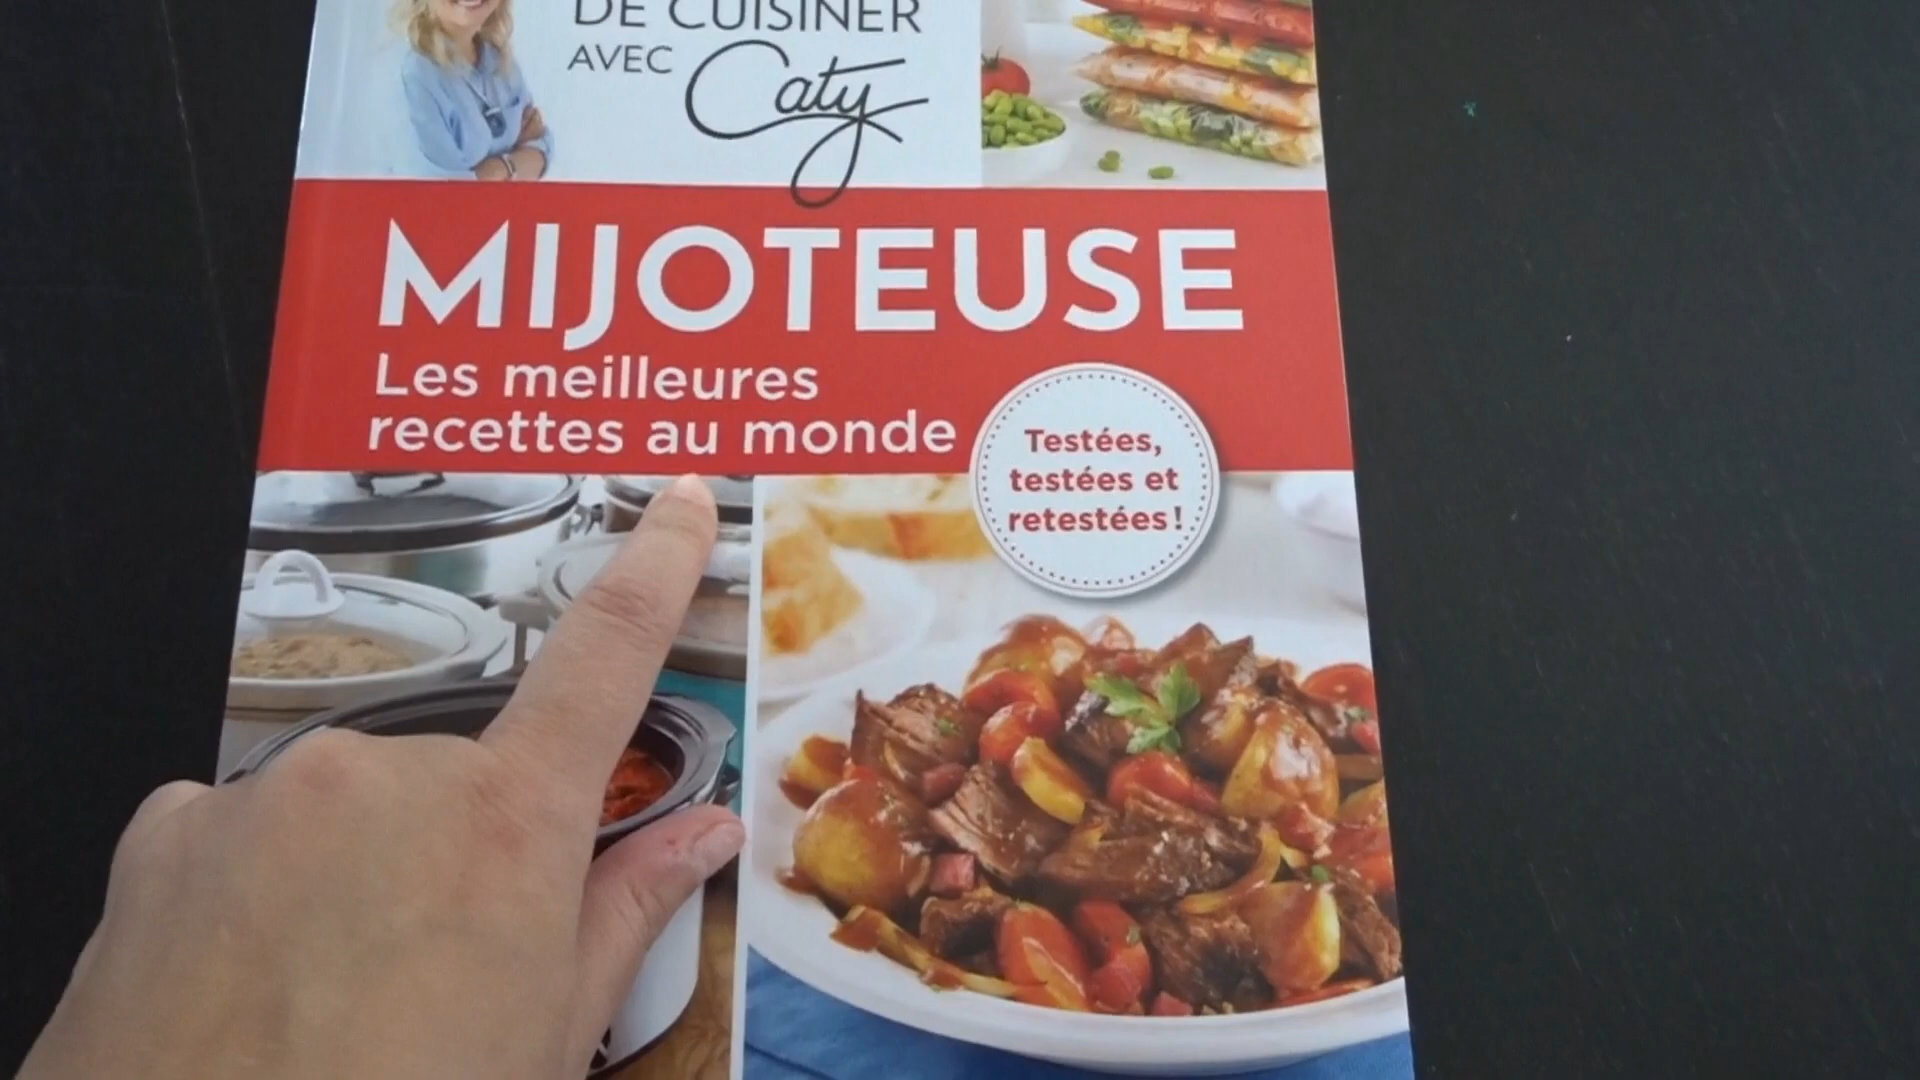 DE CUISINER
AVEC Caty
MIJOTEUSE
Les meilleures
recettes au monde
Testées,
testées et
retestées !